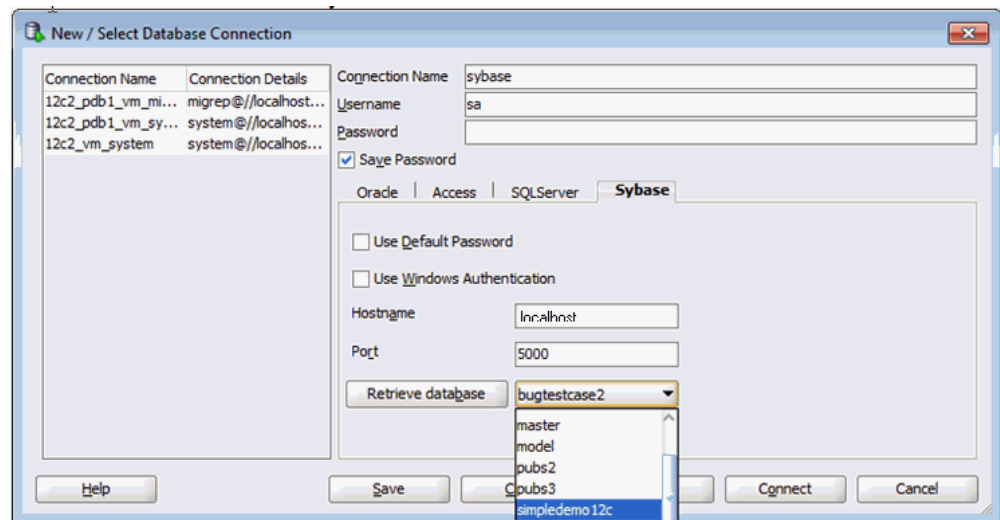 New / Select Database Connection
Connection Name Connection Details
12c2_pdb1_vm_mi... migrep@//localhost...
12c2_pdb1_vm_sy... system@//localhos...
12c2_vm_system system@//localhos...
Connection Name sybase
Username sa
Password
Save Password
Oracle Access SQLServer Sybase
Use Default Password
Use Windows Authentication
Hostname localhost
Port 5000
Retrieve database bugtestcase2
master
model
pubs2
pubs3
simpledemo12c
Help Save Connect Cancel